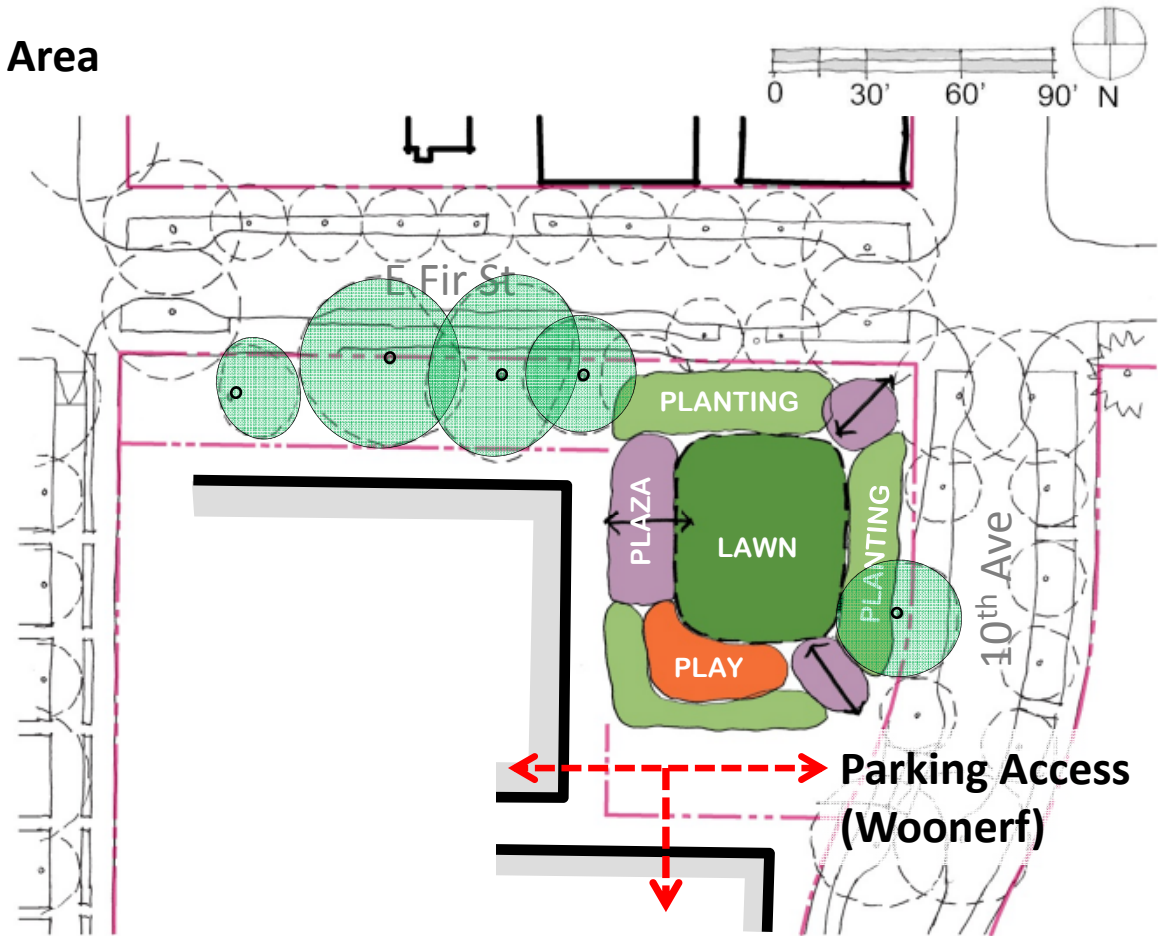 Area
0 30' 60' 90' N
E Fir St
PLANTING
PLAZA
LAWN
PLANTING
10th Ave
PLAY
Parking Access
(Woonerf)